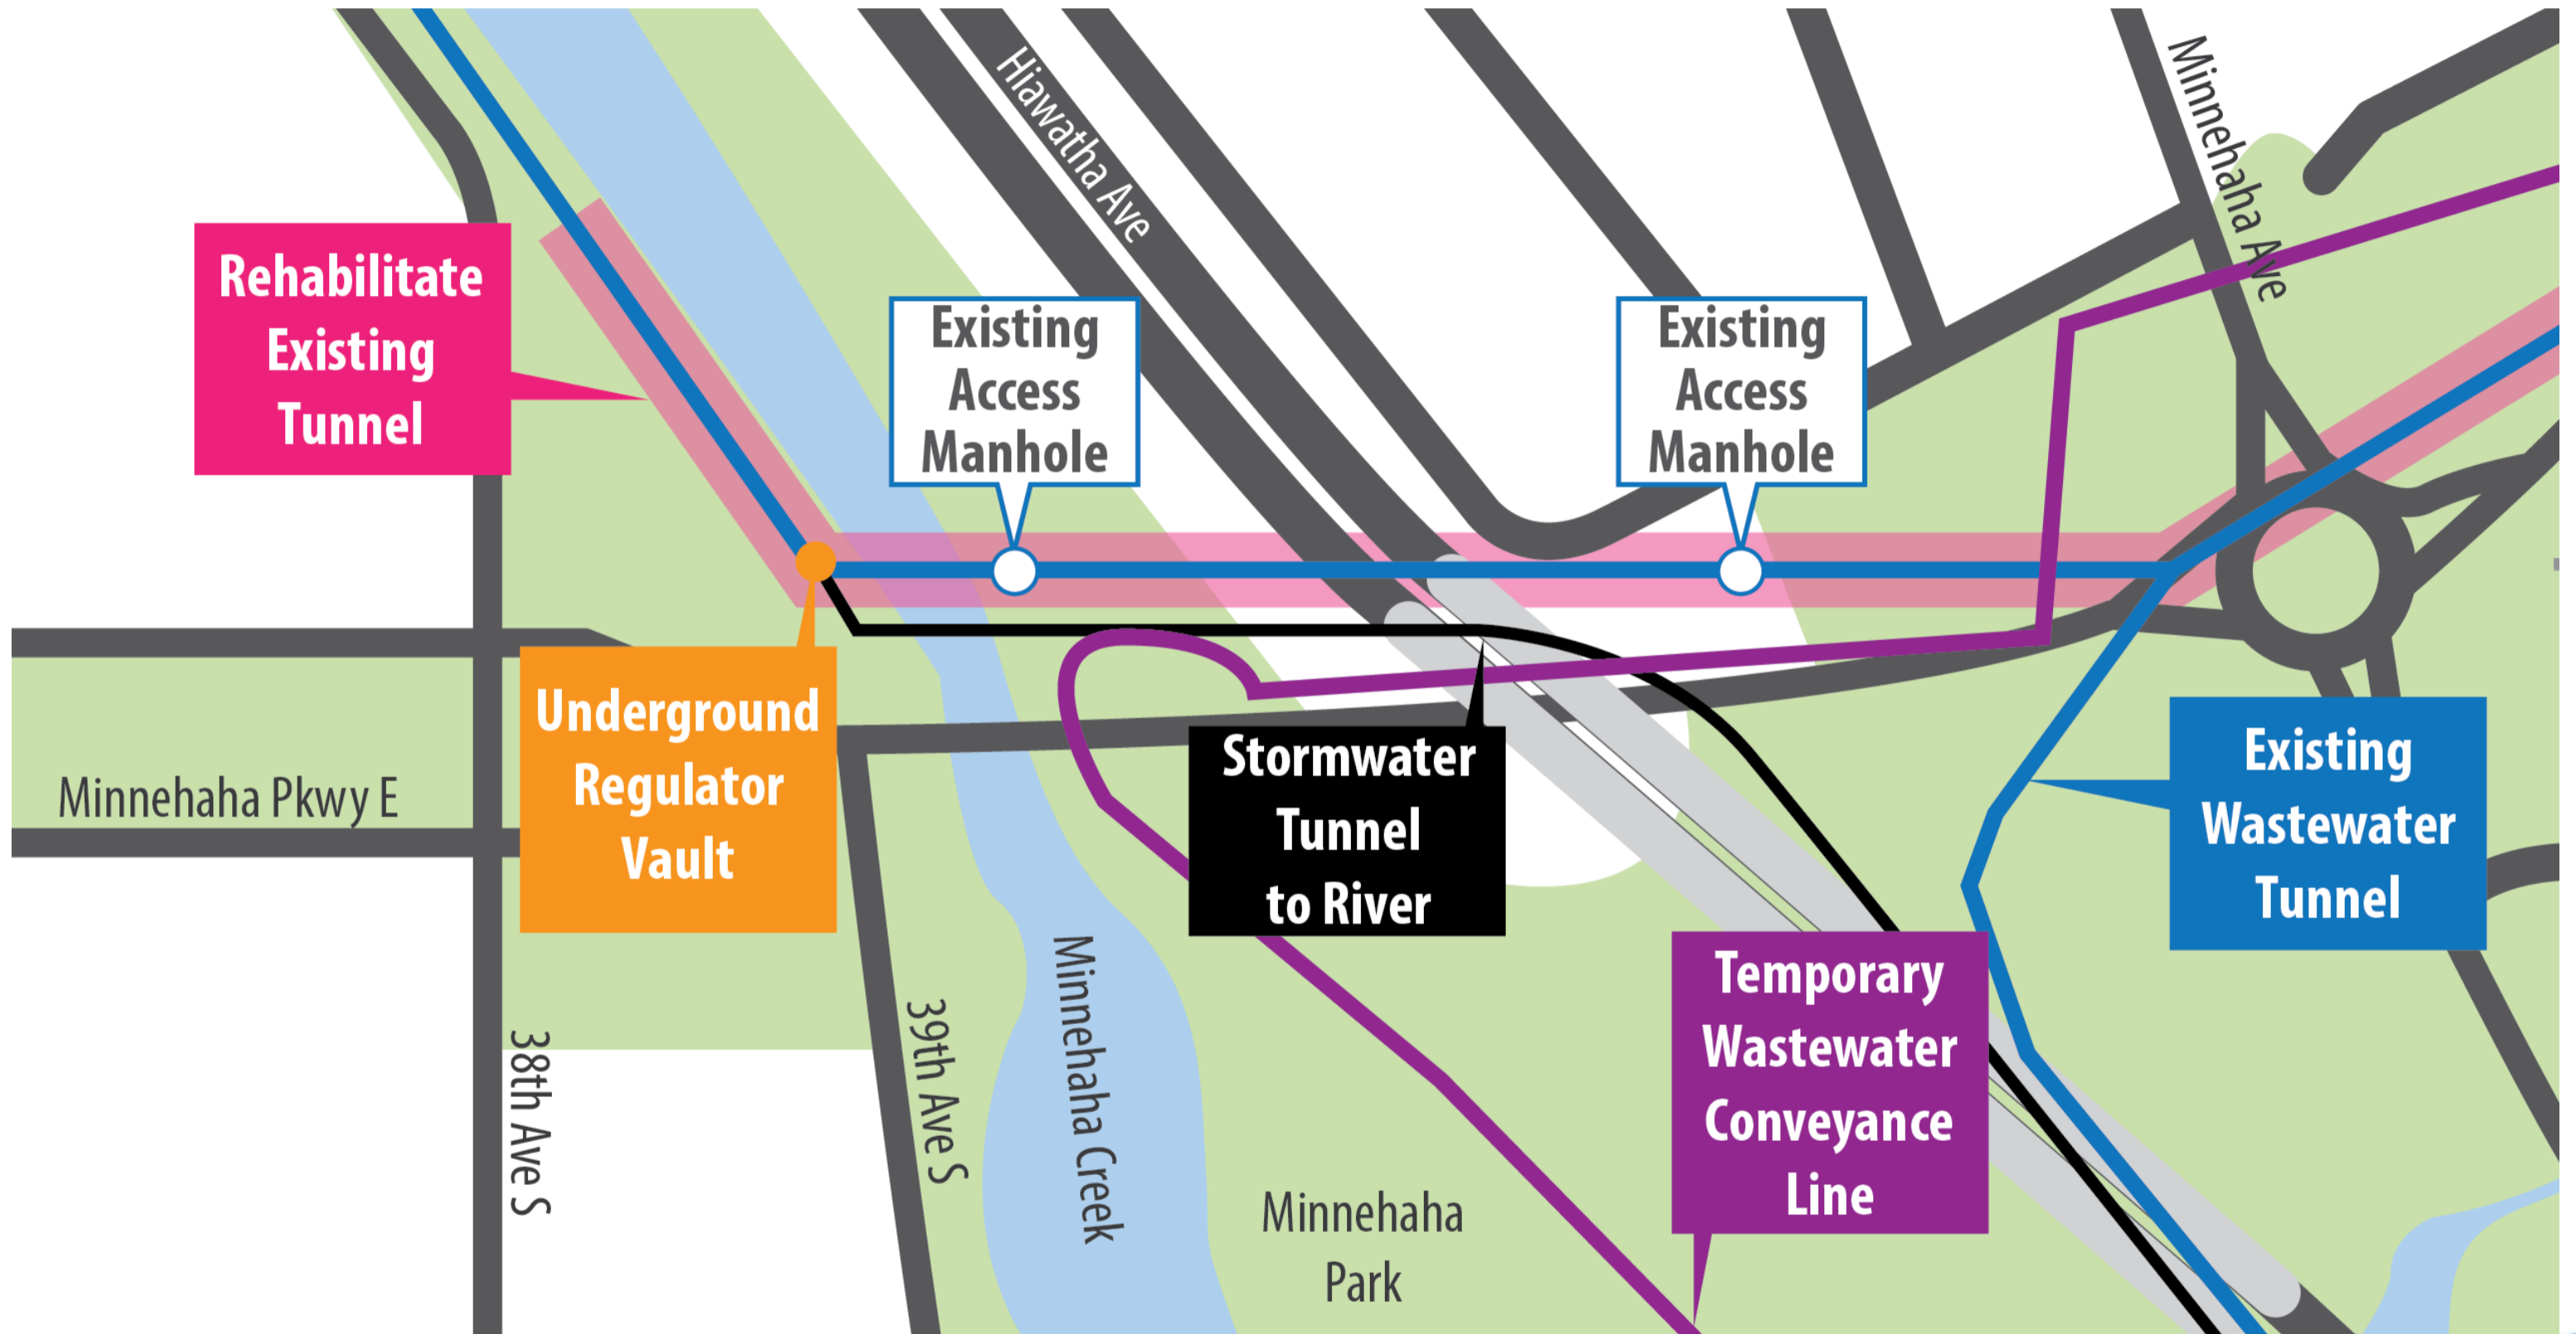 Hiawatha Ave
Minnehaha Ave
Rehabilitate
Existing
Tunnel
Existing
Access
Manhole
Existing
Access
Manhole
Underground
Regulator
Vault
Stormwater
Tunnel
to River
Existing
Wastewater
Tunnel
Minnehaha Pkwy E
Temporary
Wastewater
Conveyance
Line
38th Ave S
39th Ave S
Minnehaha Creek
Minnehaha
Park